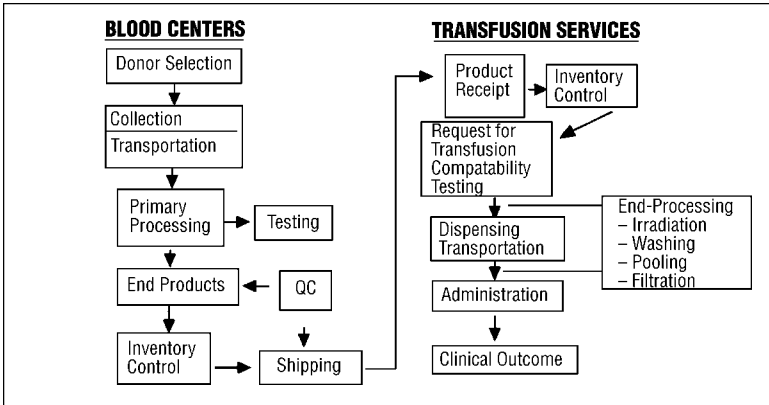 BLOOD CENTERS
Donor Selection
Collection
Transportation
Primary
Processing
Testing
End Products
QC
Inventory
Control
Shipping
TRANSFUSION SERVICES
Product
Receipt
Inventory
Control
Request for
Transfusion
Compatability
Testing
Dispensing
Transportation
End-Processing
– Irradiation
– Washing
– Pooling
– Filtration
Administration
Clinical Outcome